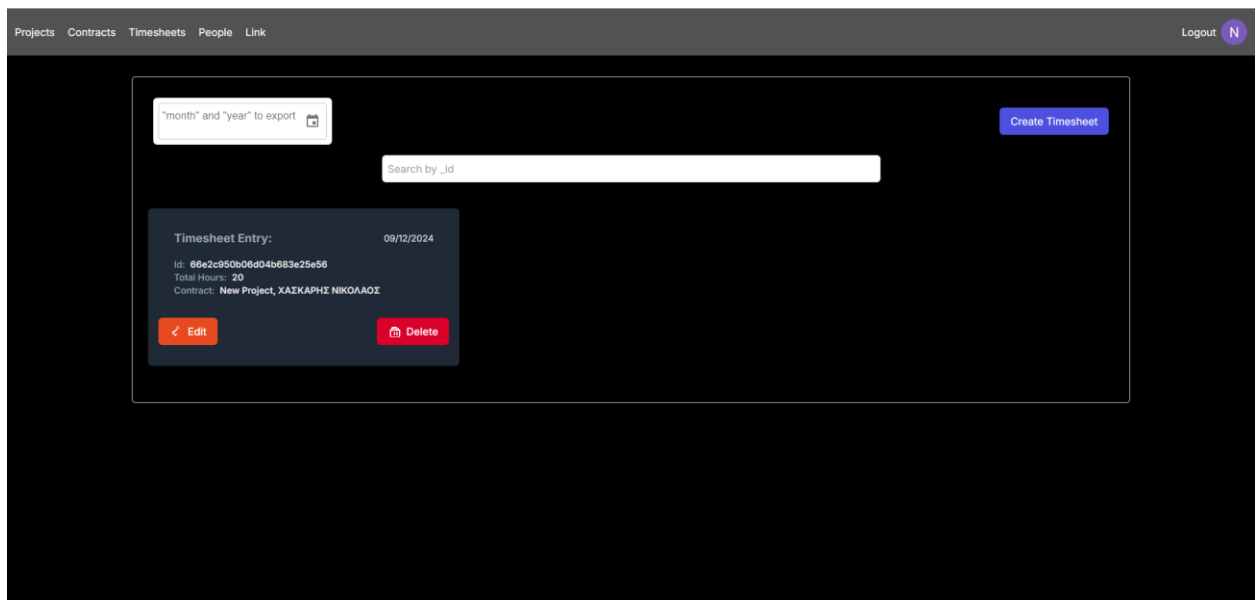 Projects Contracts Timesheets People Link Logout N
"month" and "year" to export
Create Timesheet
Search by _id
Timesheet Entry: 09/12/2024
Id: 66e2c950b06d04b683e25e56
Total Hours: 20
Contract: New Project, ΧΑΣΚΑΡΗΣ ΝΙΚΟΛΑΟΣ
Edit Delete